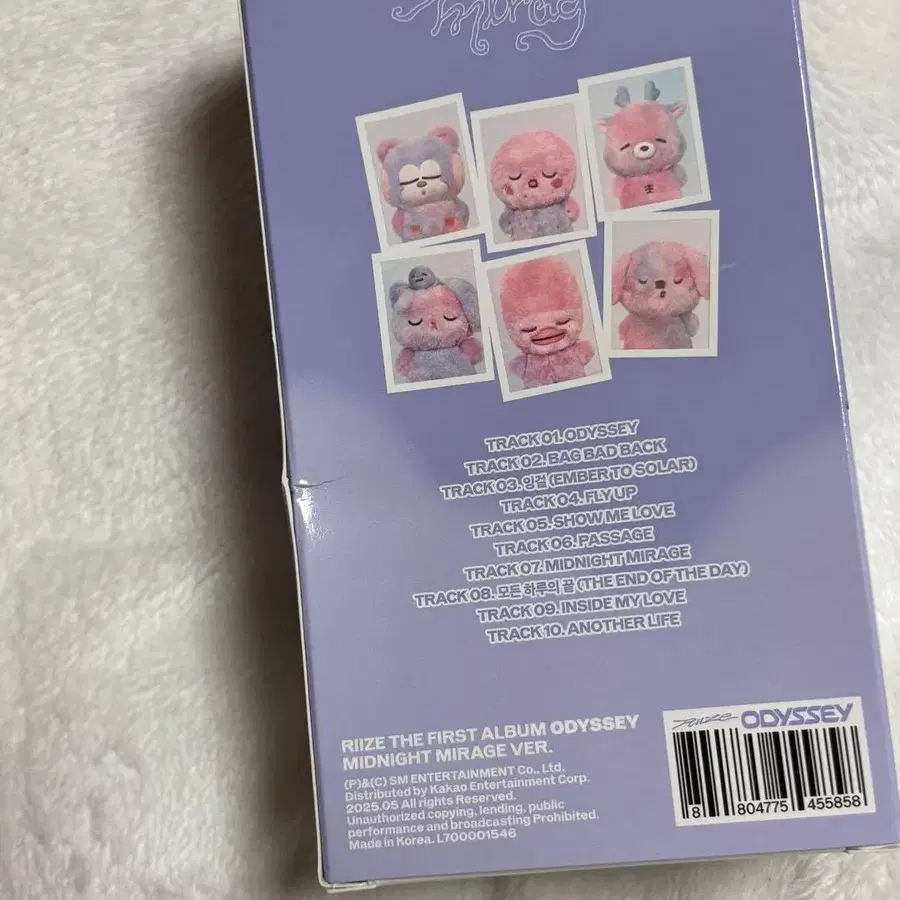 Mirag
TRACK 01. ODYSSEY
TRACK 02. BAG BAD BACK
TRACK 03. 잉걸 (EMBER TO SOLAR)
TRACK 04. FLY UP
TRACK 05. SHOW ME LOVE
TRACK 06. PASSAGE
TRACK 07. MIDNIGHT MIRAGE
TRACK 08. 모든 하루의 끝 (THE END OF THE DAY)
TRACK 09. INSIDE MY LOVE
TRACK 10. ANOTHER LIFE
RIIZE THE FIRST ALBUM ODYSSEY
MIDNIGHT MIRAGE VER.
(P)&(C) SM ENTERTAINMENT Co., Ltd.
Distributed by Kakao Entertainment Corp.
2025.05 All rights Reserved.
Unauthorized copying, lending, public
performance and broadcasting Prohibited.
Made in Korea. L700001546
RIIZE ODYSSEY
8 804775 455858